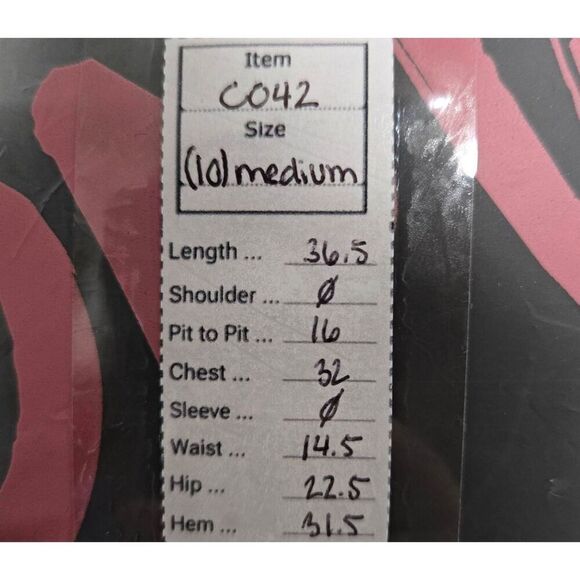 Item
CO42
Size
(10) medium
Length ... 36.5
Shoulder ... Ø
Pit to Pit ... 16
Chest ... 32
Sleeve ... Ø
Waist ... 14.5
Hip ... 22.5
Hem ... 31.5